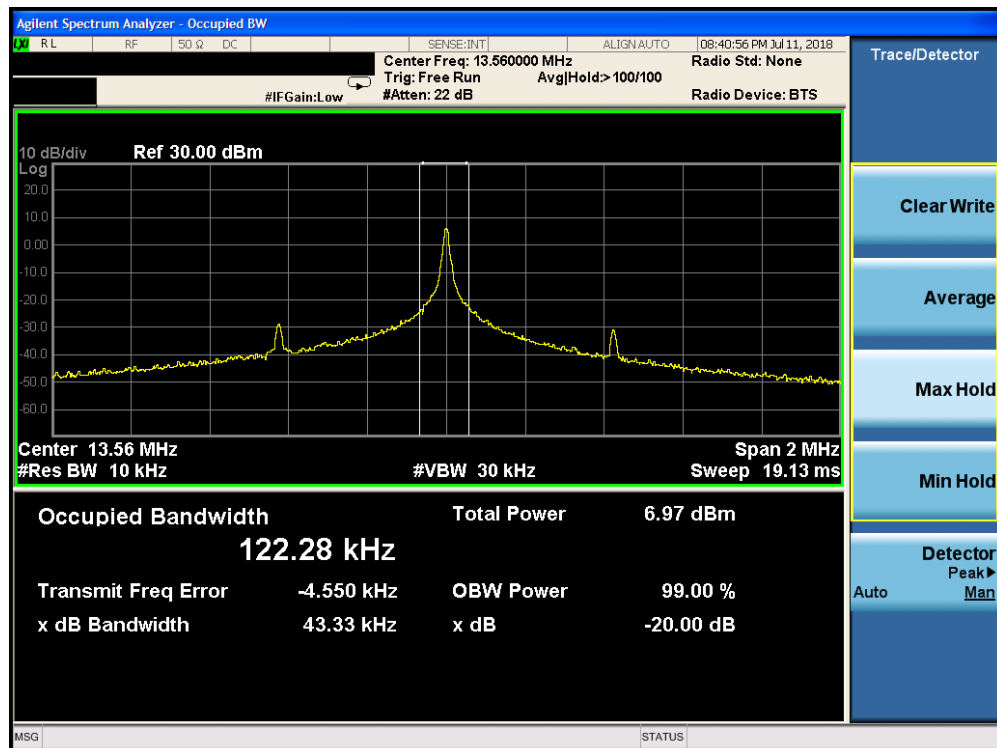 Agilent Spectrum Analyzer - Occupied BW
LXI RL RF 50 Ω DC SENSE:INT ALIGN AUTO 08:40:56 PM Jul 11, 2018
Center Freq: 13.560000 MHz Radio Std: None
Trig: Free Run Avg|Hold:> 100/100
#IFGain:Low #Atten: 22 dB Radio Device: BTS
10 dB/div Ref 30.00 dBm
Log
20.0
10.0
0.00
-10.0
-20.0
-30.0
-40.0
-50.0
-60.0
Center 13.56 MHz Span 2 MHz
#Res BW 10 kHz #VBW 30 kHz Sweep 19.13 ms
Occupied Bandwidth Total Power 6.97 dBm
122.28 kHz
Transmit Freq Error -4.550 kHz OBW Power 99.00 %
x dB Bandwidth 43.33 kHz x dB -20.00 dB
MSG STATUS
Trace/Detector
Clear Write
Average
Max Hold
Min Hold
Detector
Peak▶
Auto Man